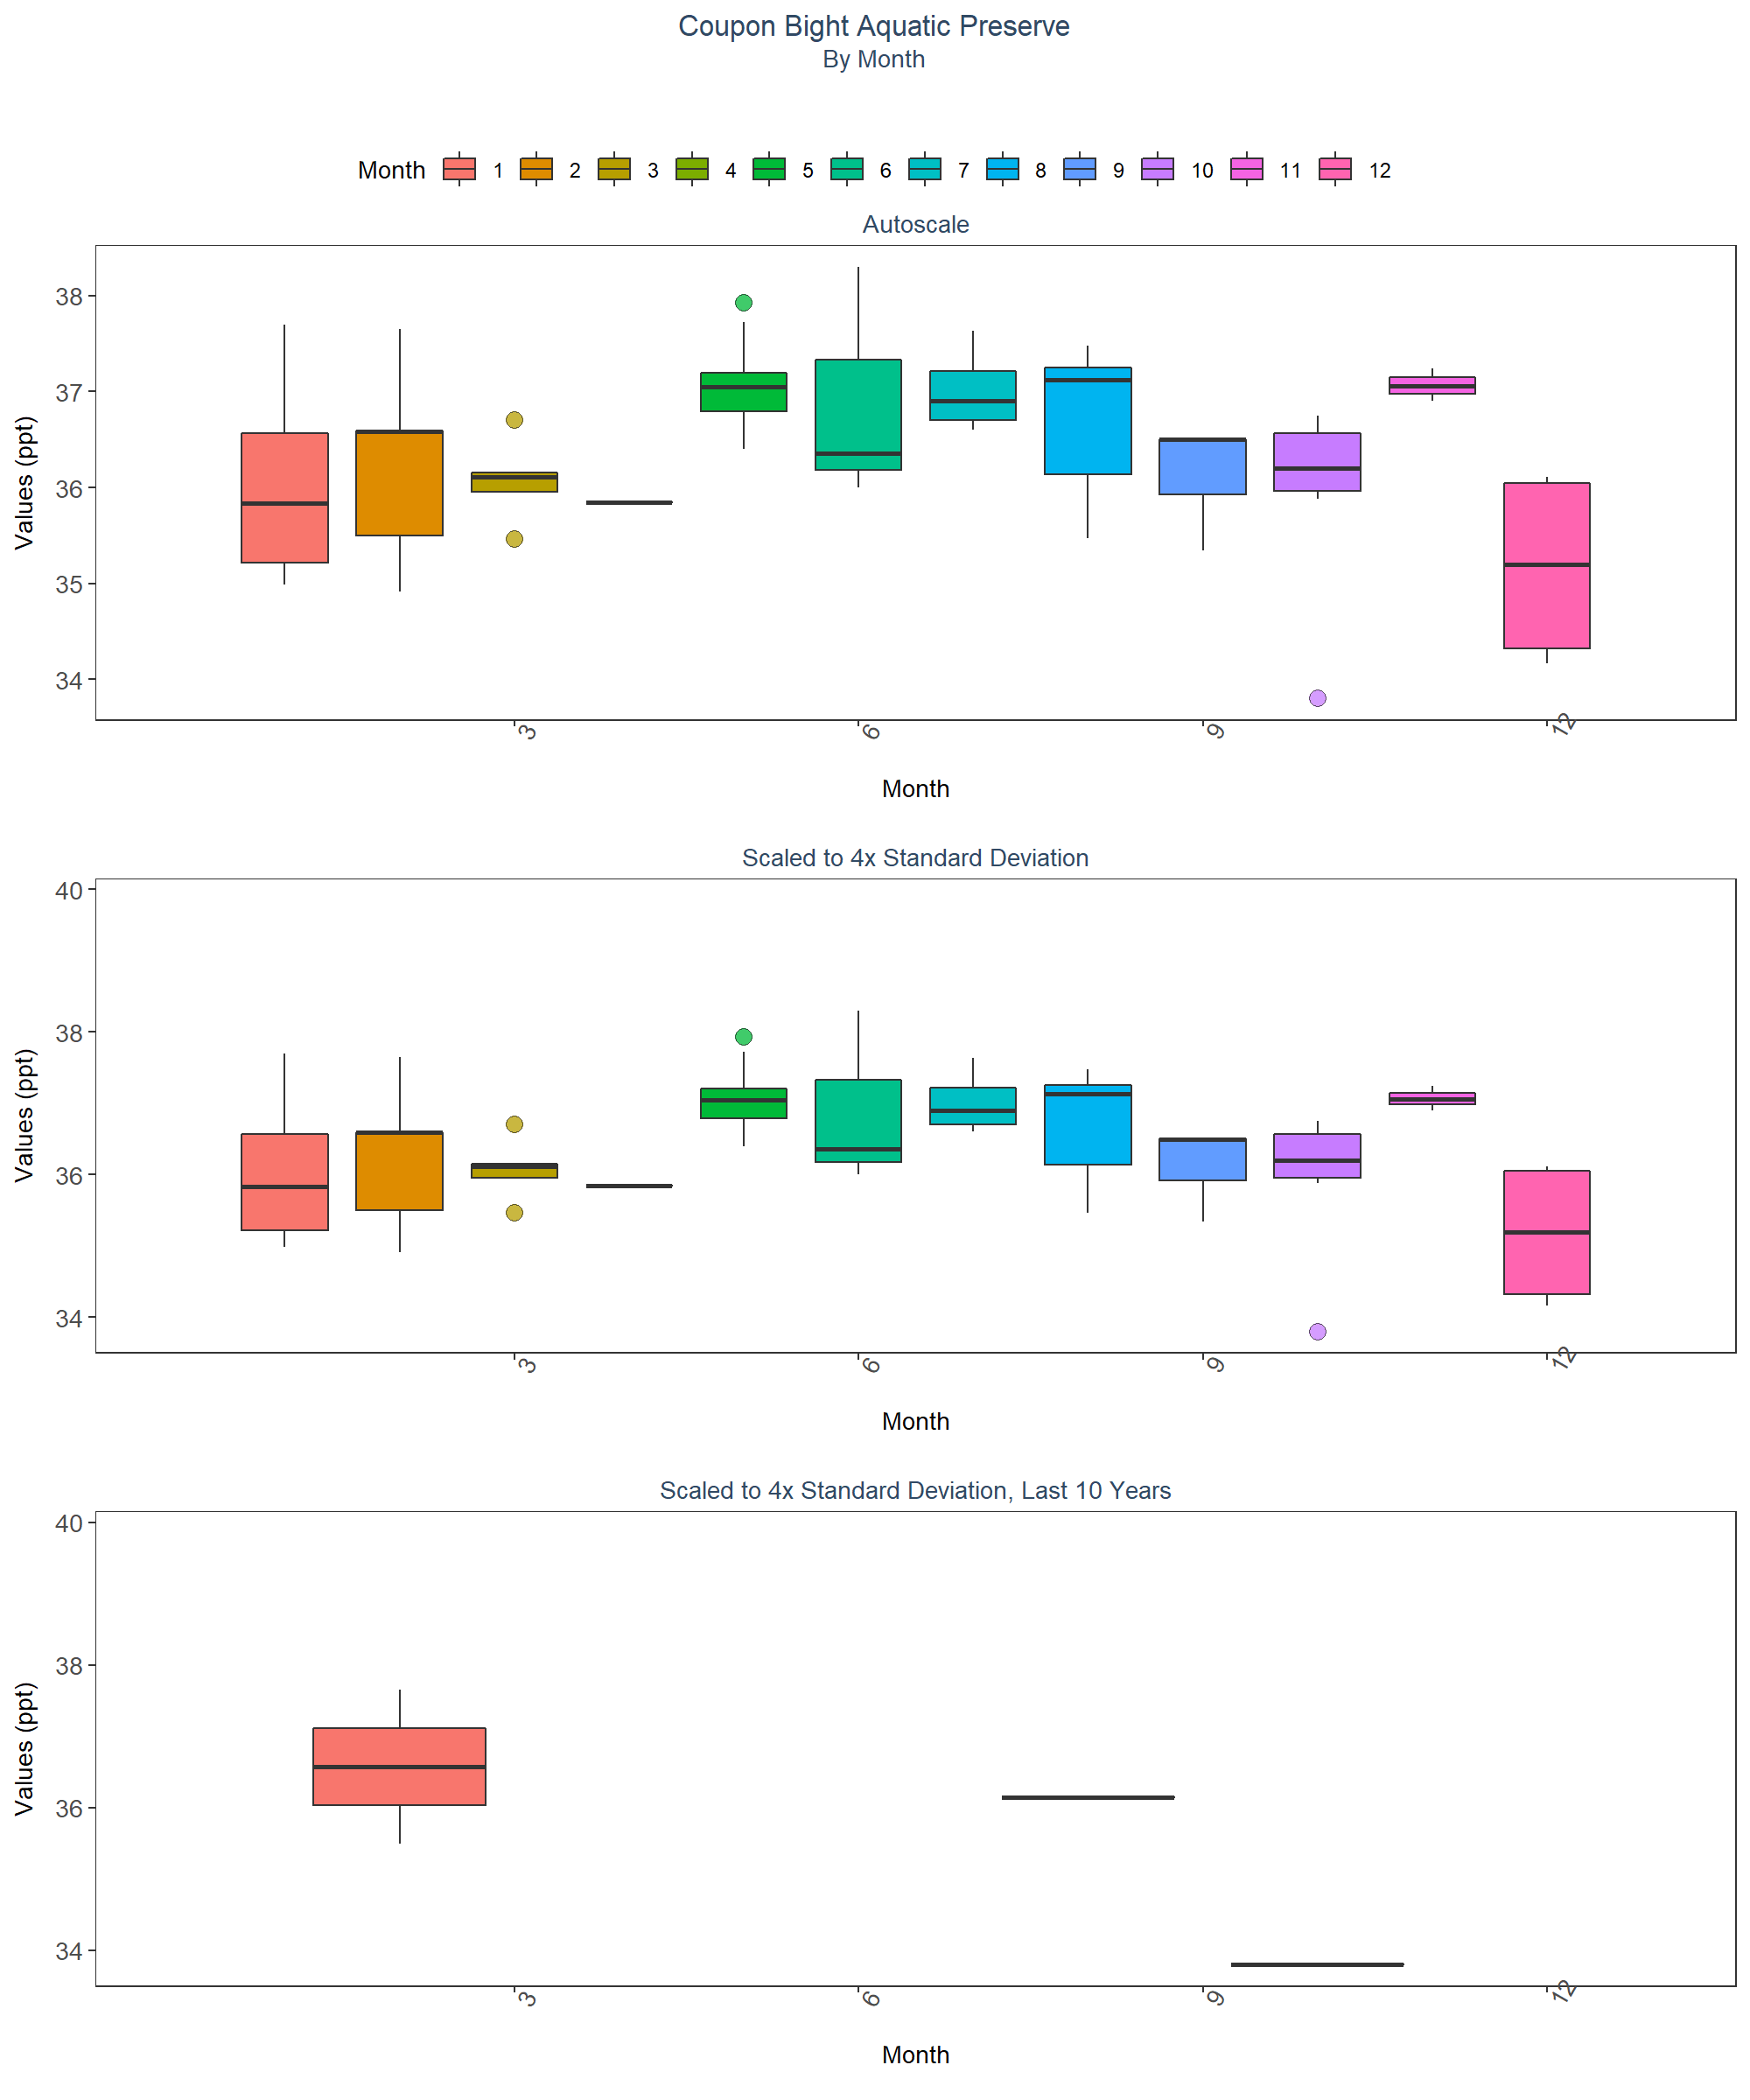 Coupon Bight Aquatic Preserve
By Month
Month 1 2 3 4 5 6 7 8 9 10 11 12
Autoscale
Values (ppt)
38
37
36
35
34
3 6 9 12
Month
Scaled to 4x Standard Deviation
Values (ppt)
40
38
36
34
3 6 9 12
Month
Scaled to 4x Standard Deviation, Last 10 Years
Values (ppt)
40
38
36
34
3 6 9 12
Month